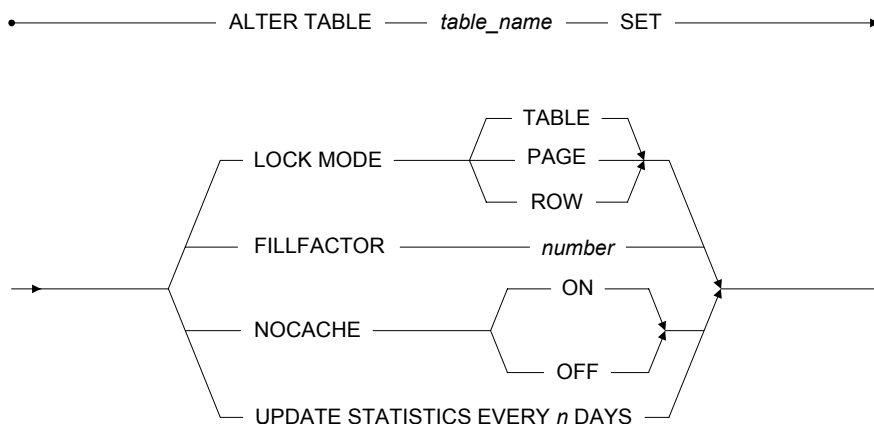 ALTER TABLE table_name SET
LOCK MODE
TABLE
PAGE
ROW
FILLFACTOR number
NOCACHE
ON
OFF
UPDATE STATISTICS EVERY n DAYS